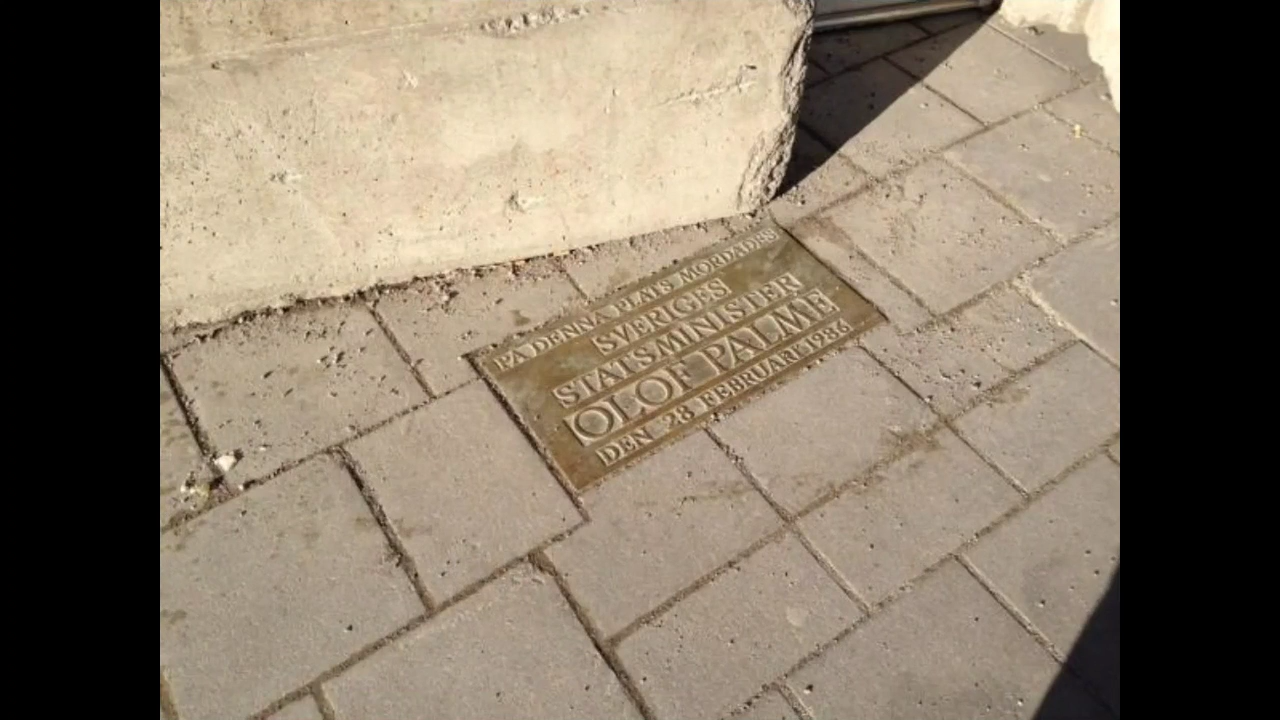 PÅ DENNA PLATS MÖRDADES
SVERIGES
STATSMINISTER
OLOF PALME
DEN 28 FEBRUARI 1986